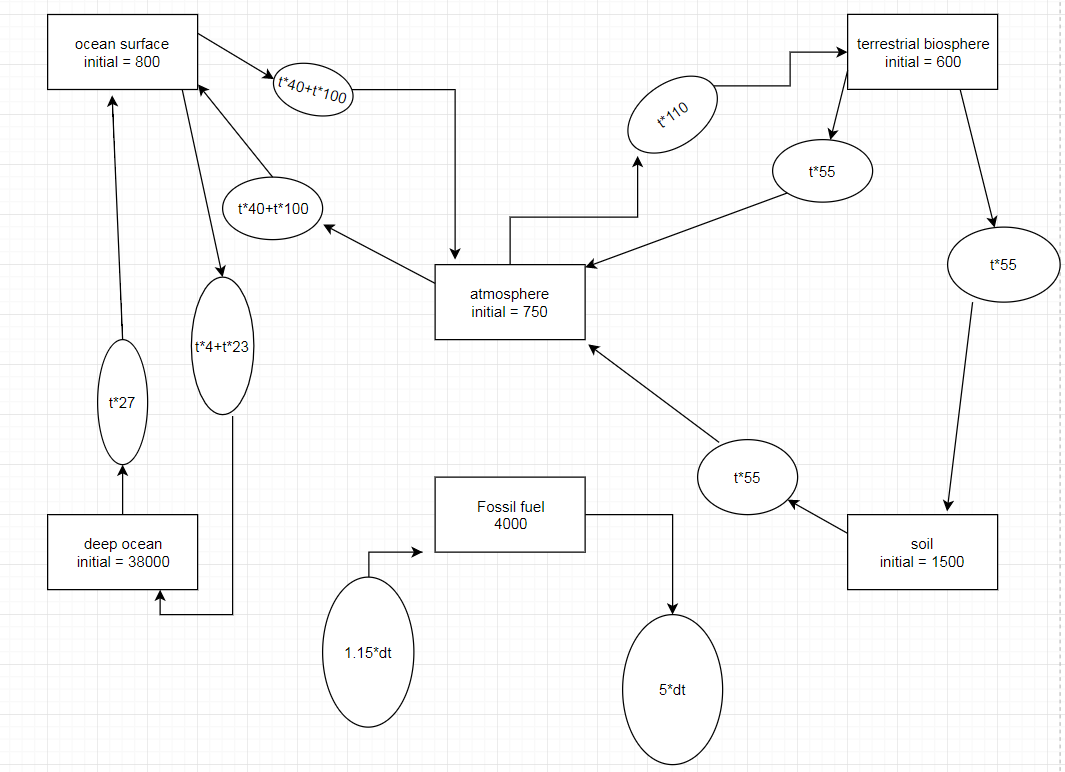 ocean surface
initial = 800
t*40+t*100
terrestrial biosphere
initial = 600
t*110
t*55
t*40+t*100
t*55
atmosphere
initial = 750
t*4+t*23
t*27
t*55
Fossil fuel
4000
deep ocean
initial = 38000
soil
initial = 1500
1.15*dt
5*dt